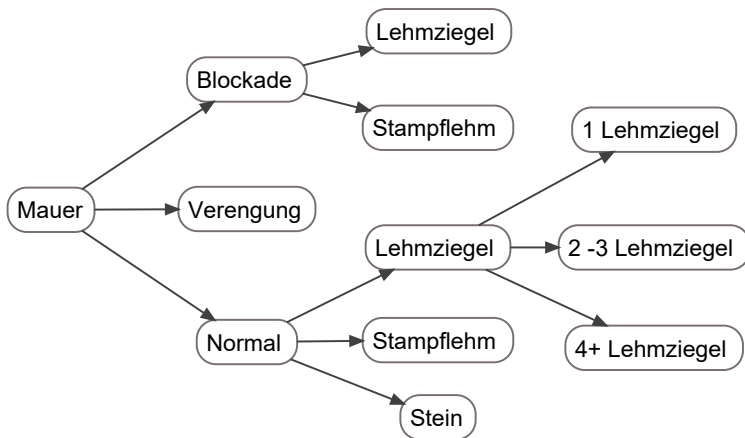 Lehmziegel
Blockade
Stampflehm
1 Lehmziegel
Mauer
Verengung
Lehmziegel
2 -3 Lehmziegel
Normal
Stampflehm
4+ Lehmziegel
Stein